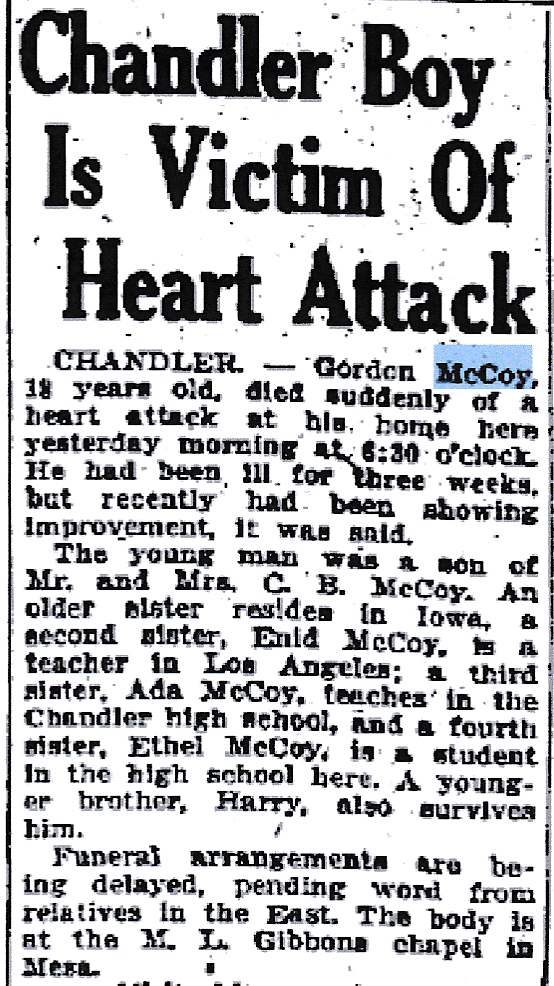 Chandler Boy
Is Victim Of
Heart Attack
CHANDLER. — Gordon McCoy,
18 years old, died suddenly of a
heart attack at his home here
yesterday morning at 6:30 o'clock.
He had been ill for three weeks,
but recently had been showing
improvement, it was said.
The young man was a son of
Mr. and Mrs. C. B. McCoy. An
older sister resides in Iowa, a
second sister, Enid McCoy, is a
teacher in Los Angeles; a third
sister, Ada McCoy, teaches in the
Chandler high school, and a fourth
sister, Ethel McCoy, is a student
in the high school here. A young-
er brother, Harry, also survives
him.
Funeral arrangements are be-
ing delayed, pending word from
relatives in the East. The body is
at the M. L. Gibbons chapel in
Mesa.